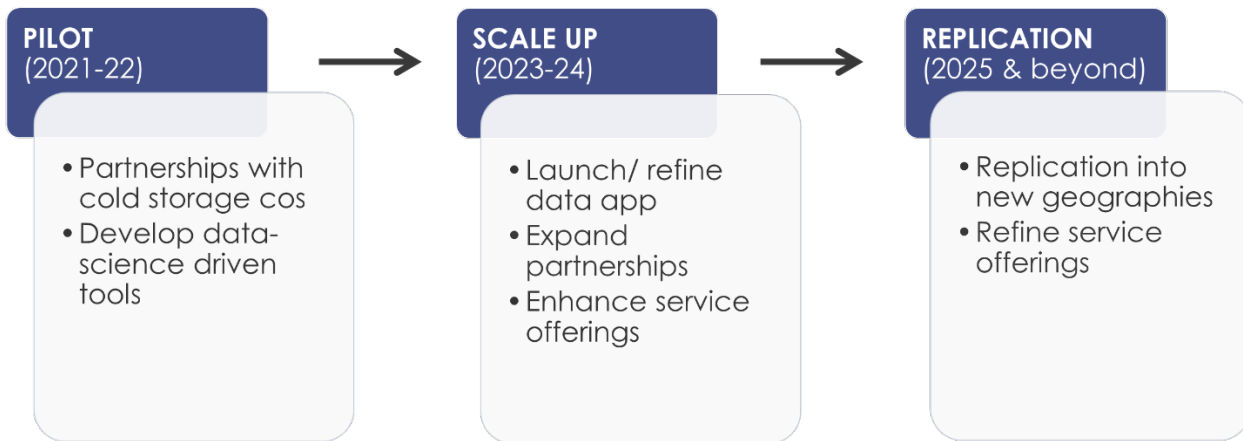 PILOT
(2021-22)
• Partnerships with
cold storage cos
• Develop data-
science driven
tools
SCALE UP
(2023-24)
• Launch/ refine
data app
• Expand
partnerships
• Enhance service
offerings
REPLICATION
(2025 & beyond)
• Replication into
new geographies
• Refine service
offerings